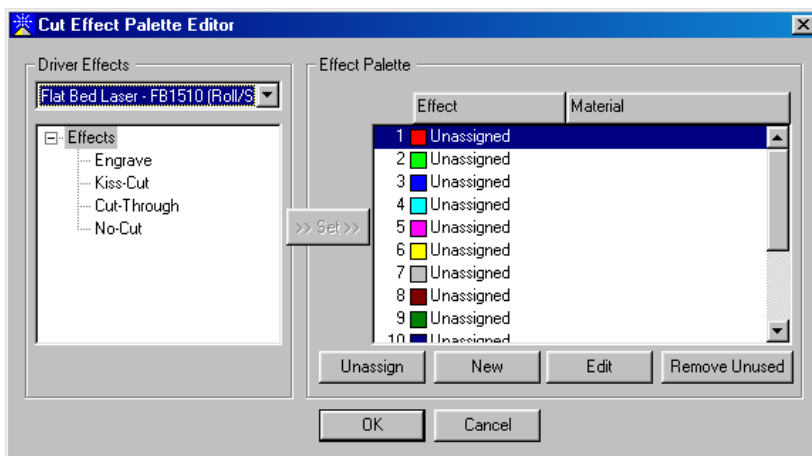 Cut Effect Palette Editor
Driver Effects
Flat Bed Laser - FB1510 (Roll/S
Effects
Engrave
Kiss-Cut
Cut-Through
No-Cut
>> Set >>
Effect Palette
Effect Material
1 Unassigned
2 Unassigned
3 Unassigned
4 Unassigned
5 Unassigned
6 Unassigned
7 Unassigned
8 Unassigned
9 Unassigned
10 Unassigned
Unassign New Edit Remove Unused
OK Cancel